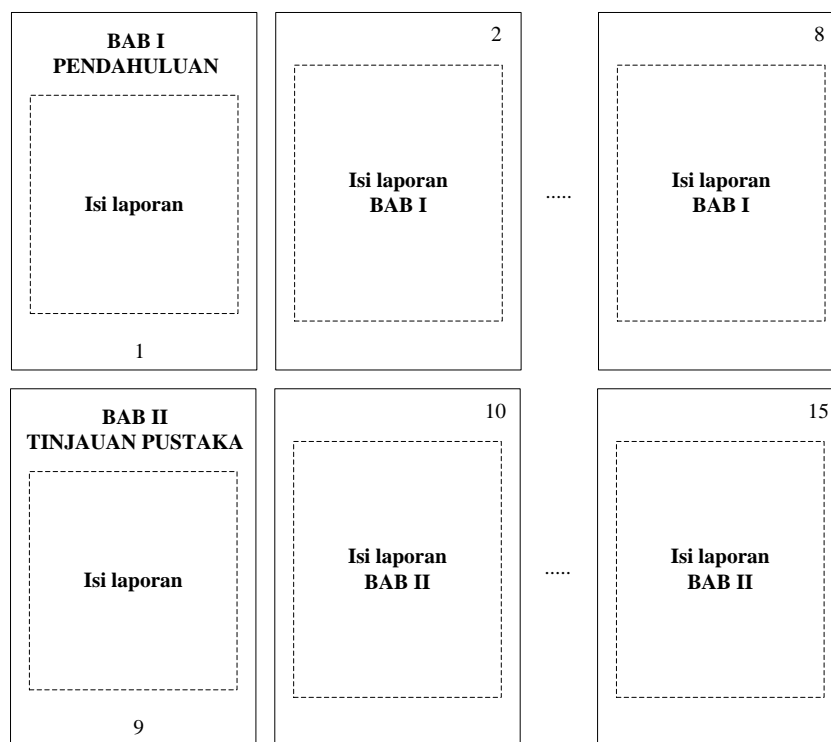 BAB I
PENDAHULUAN
Isi laporan
1
2
Isi laporan
BAB I
.....
8
Isi laporan
BAB I
BAB II
TINJAUAN PUSTAKA
Isi laporan
9
10
Isi laporan
BAB II
.....
15
Isi laporan
BAB II